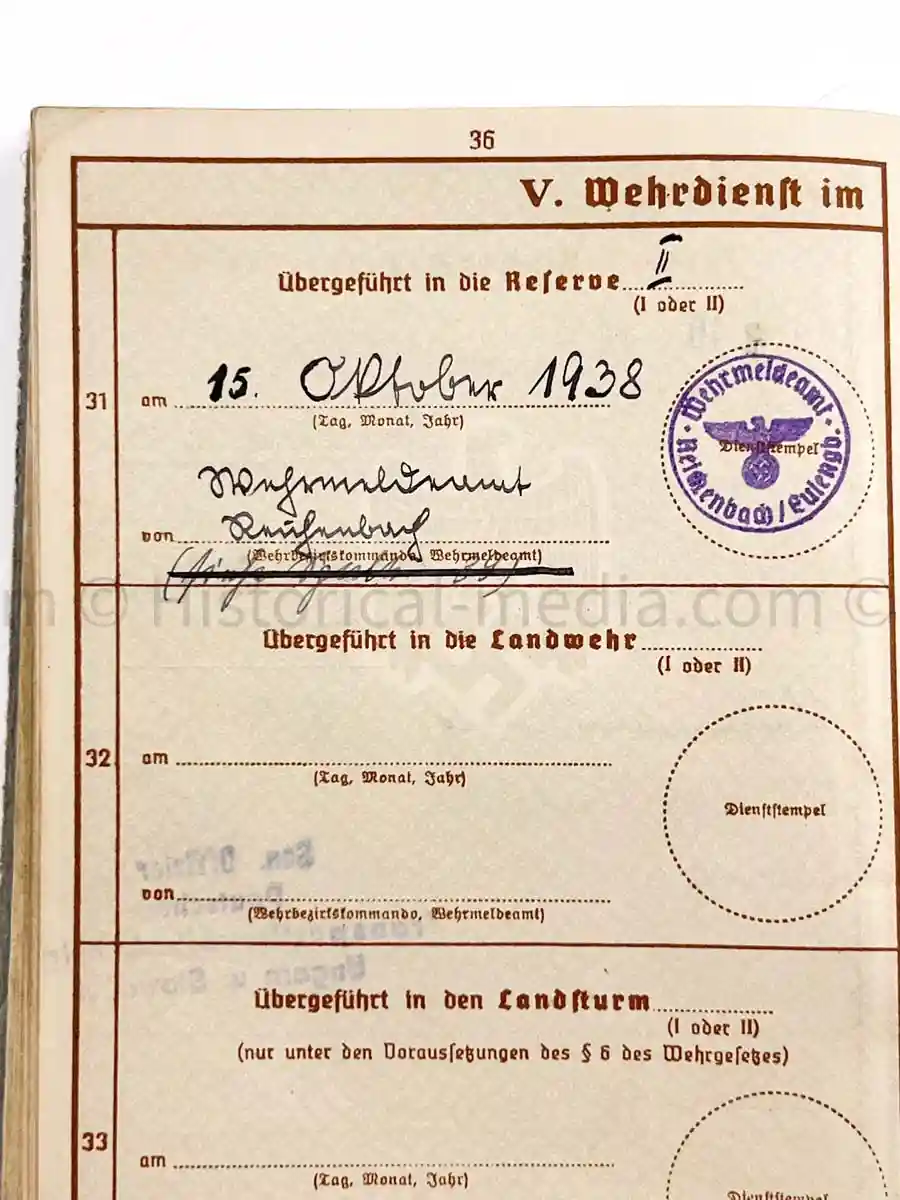 36
V. Wehrdienst im
Übergeführt in die Reserve II
(I oder II)
31
am 15. Oktober 1938
(Tag, Monat, Jahr)
Wehrmeldeamt
Reichenbach/Eulengb.
Dienststempel
Wehrmeldeamt
von Reichenbach
(Wehrbezirkskommando, Wehrmeldeamt)
(siehe 39)
© Historical-media.com ©
Übergeführt in die Landwehr
(I oder II)
32
am
(Tag, Monat, Jahr)
Dienststempel
von
(Wehrbezirkskommando, Wehrmeldeamt)
Übergeführt in den Landsturm
(I oder II)
(nur unter den Voraussetzungen des § 6 des Wehrgesetzes)
33
am
(Tag, Monat, Jahr)
Dienststempel